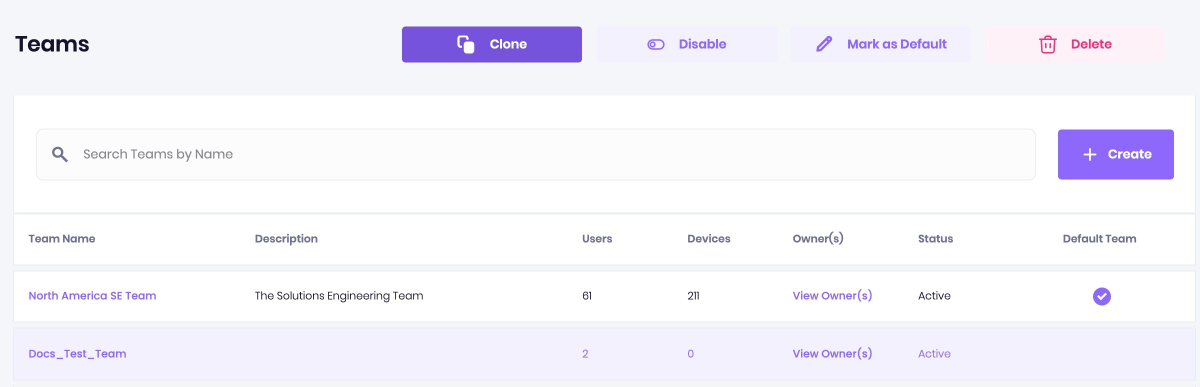 Teams
Clone
Disable
Mark as Default
Delete
Search Teams by Name
Create
Team Name Description Users Devices Owner(s) Status Default Team
North America SE Team The Solutions Engineering Team 61 211 View Owner(s) Active
Docs_Test_Team 2 0 View Owner(s) Active